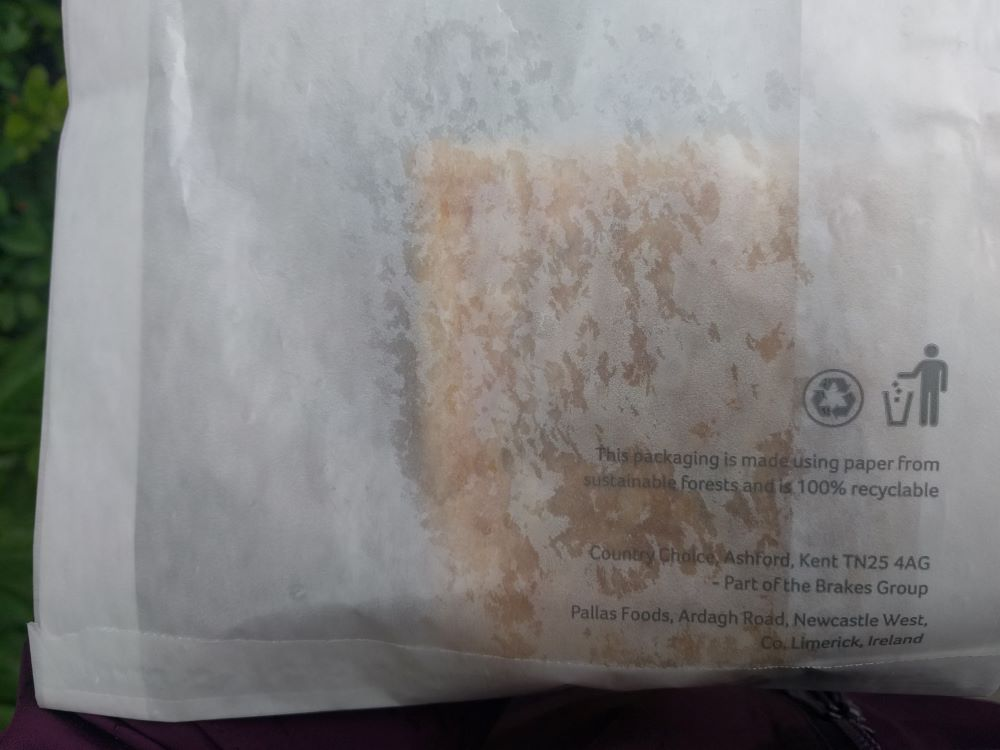 This packaging is made using paper from
sustainable forests and is 100% recyclable
Country Choice, Ashford, Kent TN25 4AG
- Part of the Brakes Group
Pallas Foods, Ardagh Road, Newcastle West,
Co. Limerick, Ireland